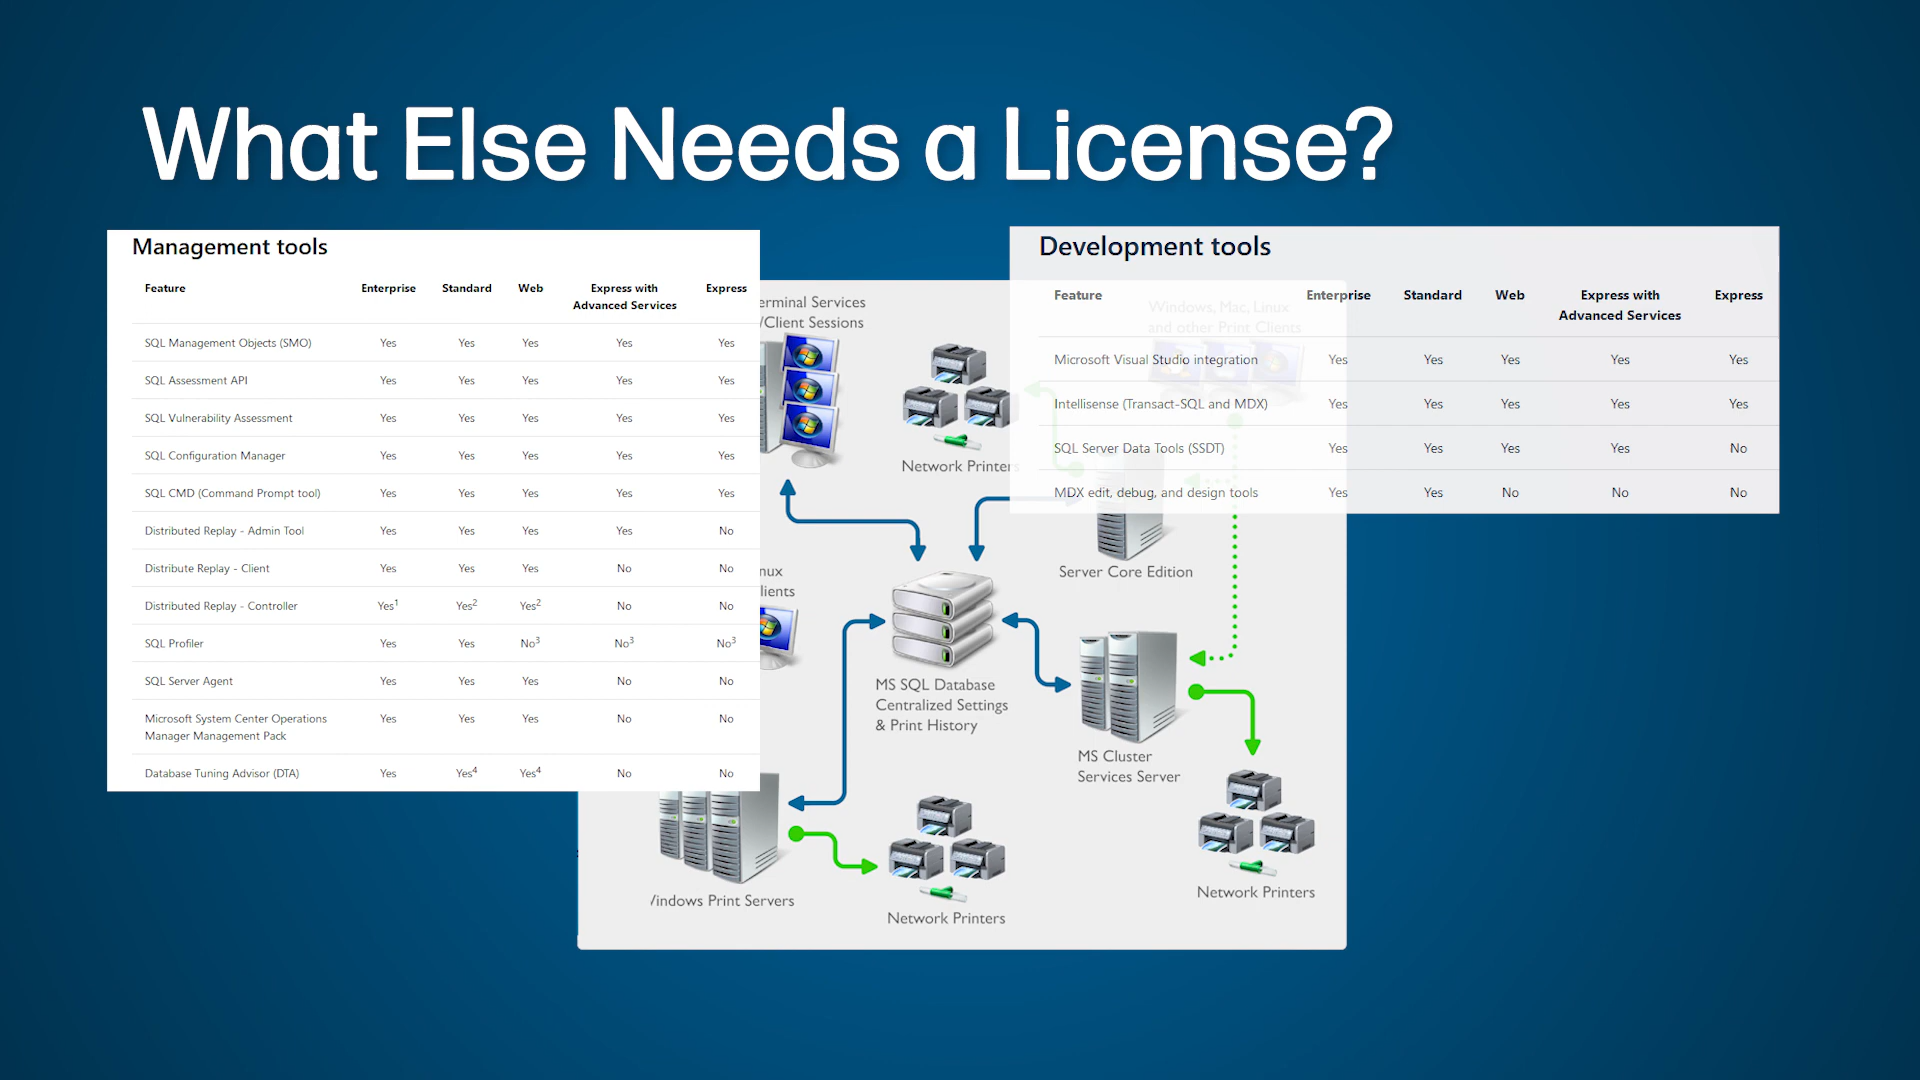 What Else Needs a License?
Management tools
Feature Enterprise Standard Web Express with Advanced Services Express
SQL Management Objects (SMO) Yes Yes Yes Yes Yes
SQL Assessment API Yes Yes Yes Yes Yes
SQL Vulnerability Assessment Yes Yes Yes Yes Yes
SQL Configuration Manager Yes Yes Yes Yes Yes
SQL CMD (Command Prompt tool) Yes Yes Yes Yes Yes
Distributed Replay - Admin Tool Yes Yes Yes Yes No
Distribute Replay - Client Yes Yes Yes No No
Distributed Replay - Controller Yes1 Yes2 Yes2 No No
SQL Profiler Yes Yes No3 No3 No3
SQL Server Agent Yes Yes Yes No No
Microsoft System Center Operations Manager Management Pack Yes Yes Yes No No
Database Tuning Advisor (DTA) Yes Yes4 Yes4 No No
Development tools
Feature Enterprise Standard Web Express with Advanced Services Express
Microsoft Visual Studio integration Yes Yes Yes Yes Yes
Intellisense (Transact-SQL and MDX) Yes Yes Yes Yes Yes
SQL Server Data Tools (SSDT) Yes Yes Yes Yes No
MDX edit, debug, and design tools Yes Yes No No No
erminal Services
/Client Sessions
Windows, Mac, Linux
and other Print Clients
Network Printers
Server Core Edition
nux
lients
MS SQL Database
Centralized Settings
& Print History
MS Cluster
Services Server
Windows Print Servers
Network Printers
Network Printers